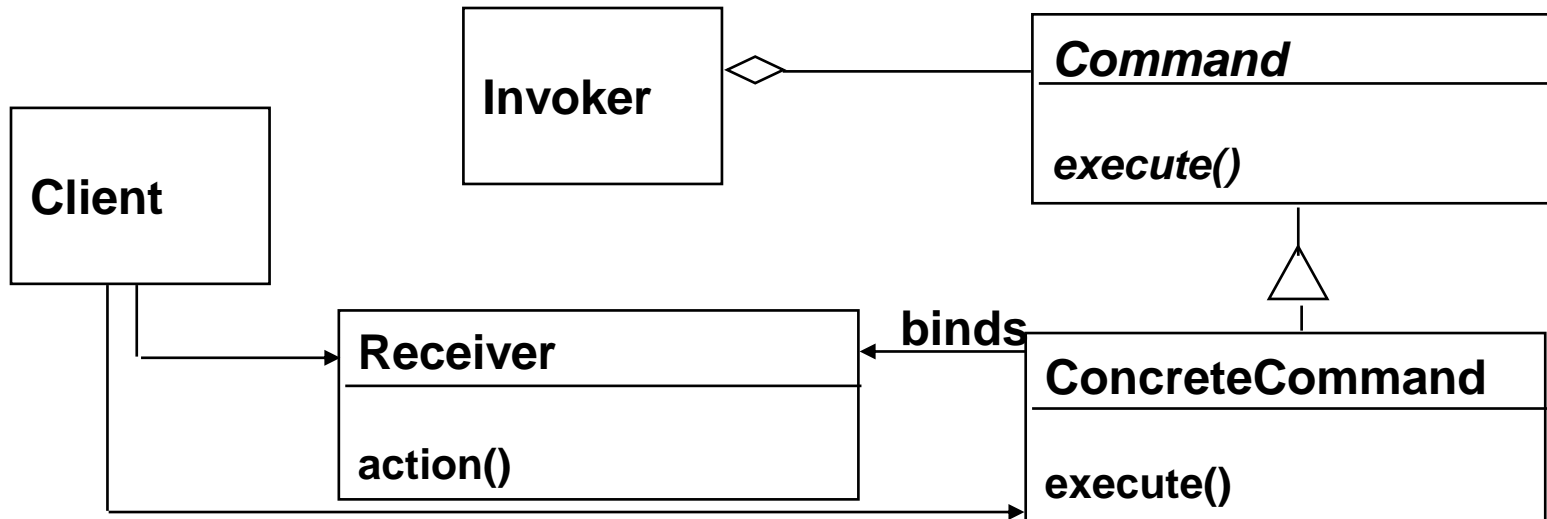 Command
Invoker
execute()
Client
binds
Receiver
ConcreteCommand
action()
execute()